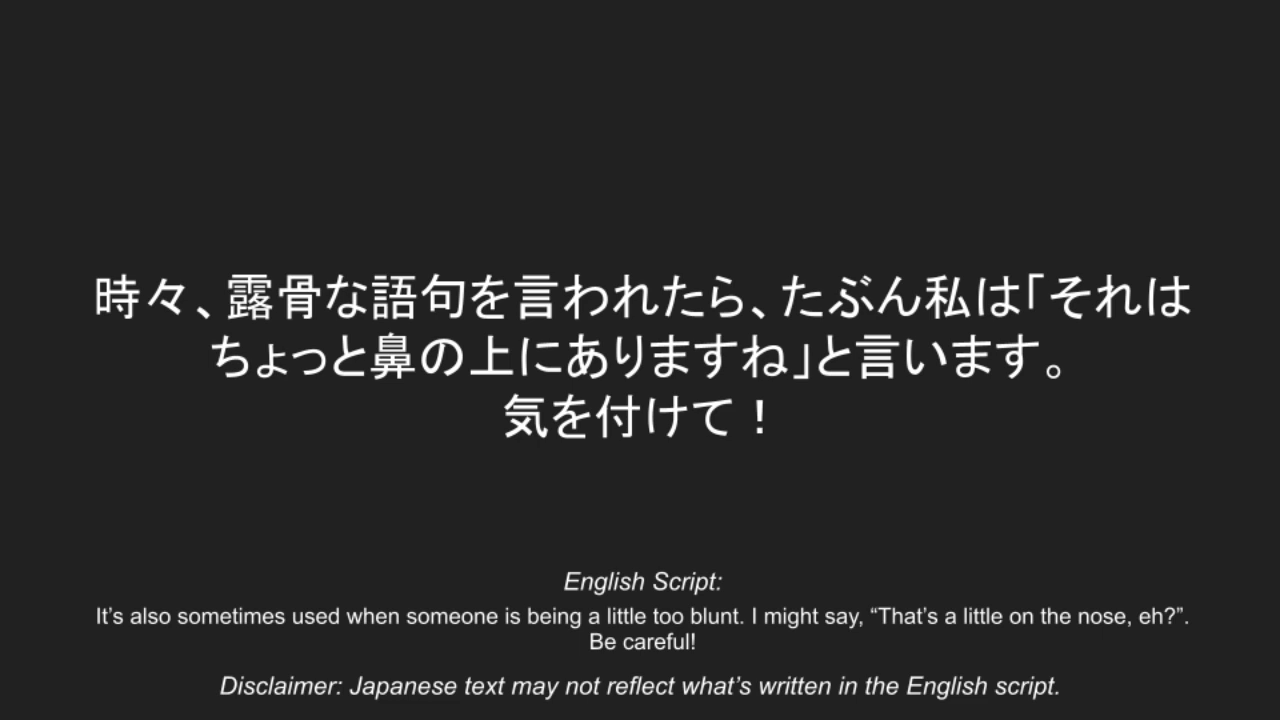 時々、露骨な語句を言われたら、たぶん私は「それは
ちょっと鼻の上にありますね」と言います。
気を付けて！
English Script:
It’s also sometimes used when someone is being a little too blunt. I might say, “That’s a little on the nose, eh?”.
Be careful!
Disclaimer: Japanese text may not reflect what’s written in the English script.